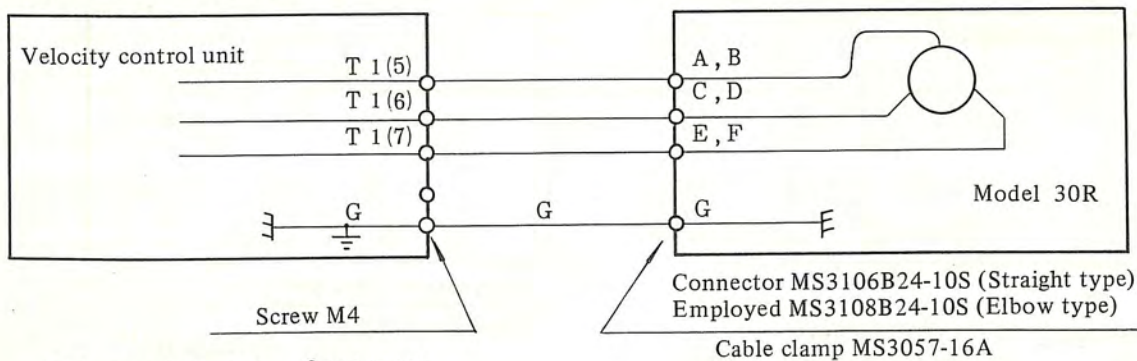 Velocity control unit
T 1 (5)
T 1 (6)
T 1 (7)
G
G
A , B
C , D
E , F
G
Model 30R
Screw M4
Connector MS3106B24-10S (Straight type)
Employed MS3108B24-10S (Elbow type)
Cable clamp MS3057-16A